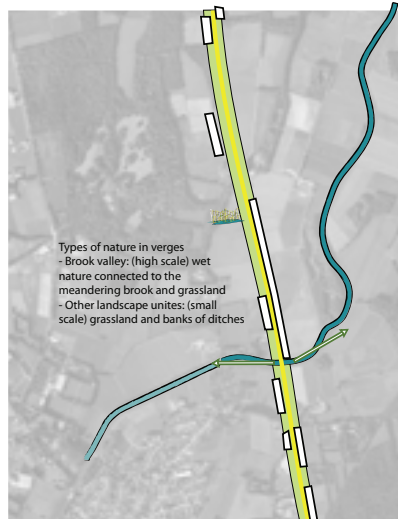 Types of nature in verges
- Brook valley: (high scale) wet
nature connected to the
meandering brook and grassland
- Other landscape unites: (small
scale) grassland and banks of ditches